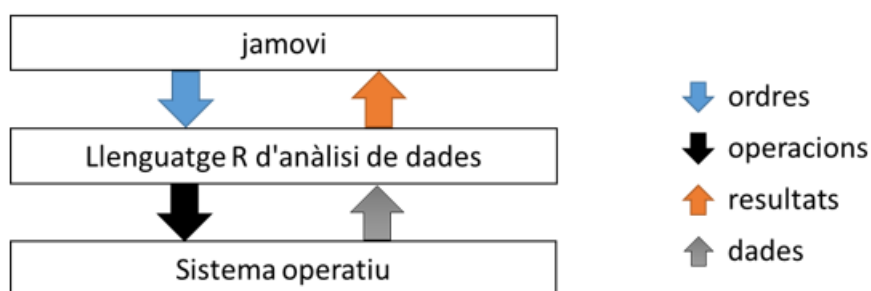 jamovi
Llenguatge R d'anàlisi de dades
Sistema operatiu
ordres
operacions
resultats
dades